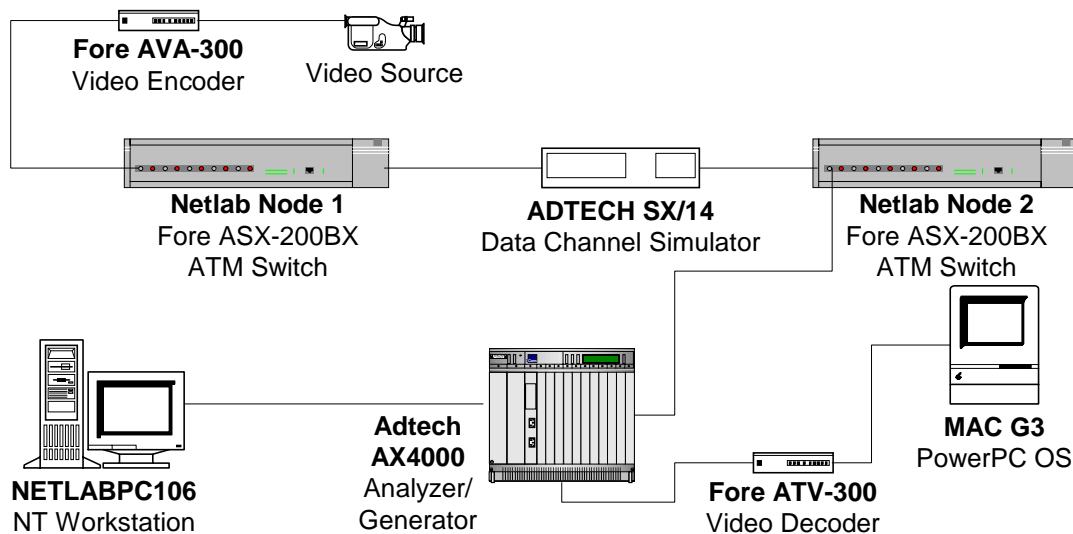 Fore AVA-300
Video Encoder
Video Source
Netlab Node 1
Fore ASX-200BX
ATM Switch
ADTECH SX/14
Data Channel Simulator
Netlab Node 2
Fore ASX-200BX
ATM Switch
NETLABPC106
NT Workstation
Adtech
AX4000
Analyzer/
Generator
Fore ATV-300
Video Decoder
MAC G3
PowerPC OS